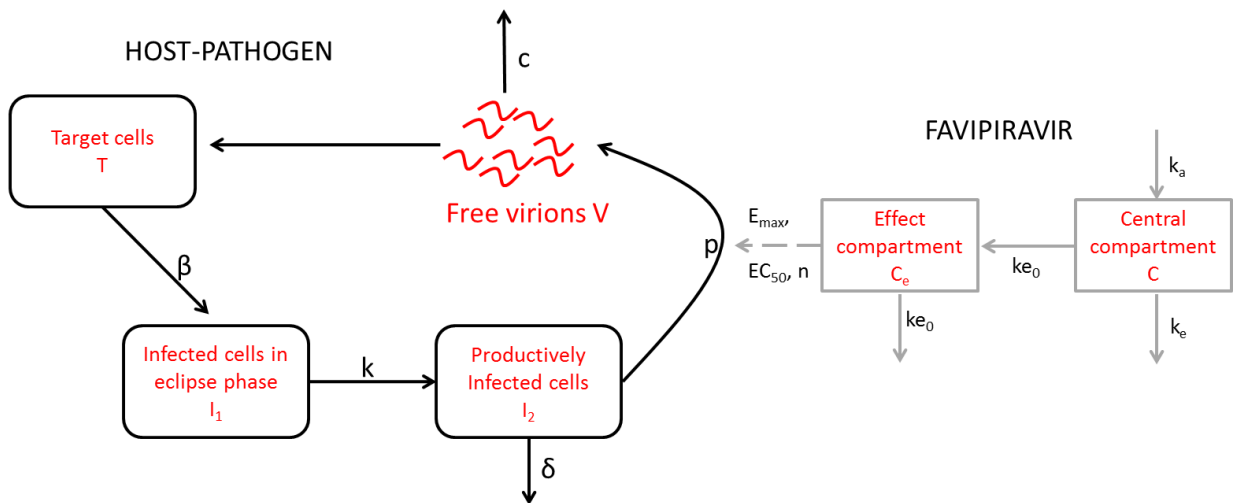 HOST-PATHOGEN
c
Target cells
T
Free virions V
β
Infected cells in
eclipse phase
I₁
k
Productively
Infected cells
I₂
δ
p
FAVIPIRAVIR
kₐ
Eₘₐₓ,
EC₅₀, n
Effect
compartment
Cₑ
ke₀
ke₀
Central
compartment
C
kₑ